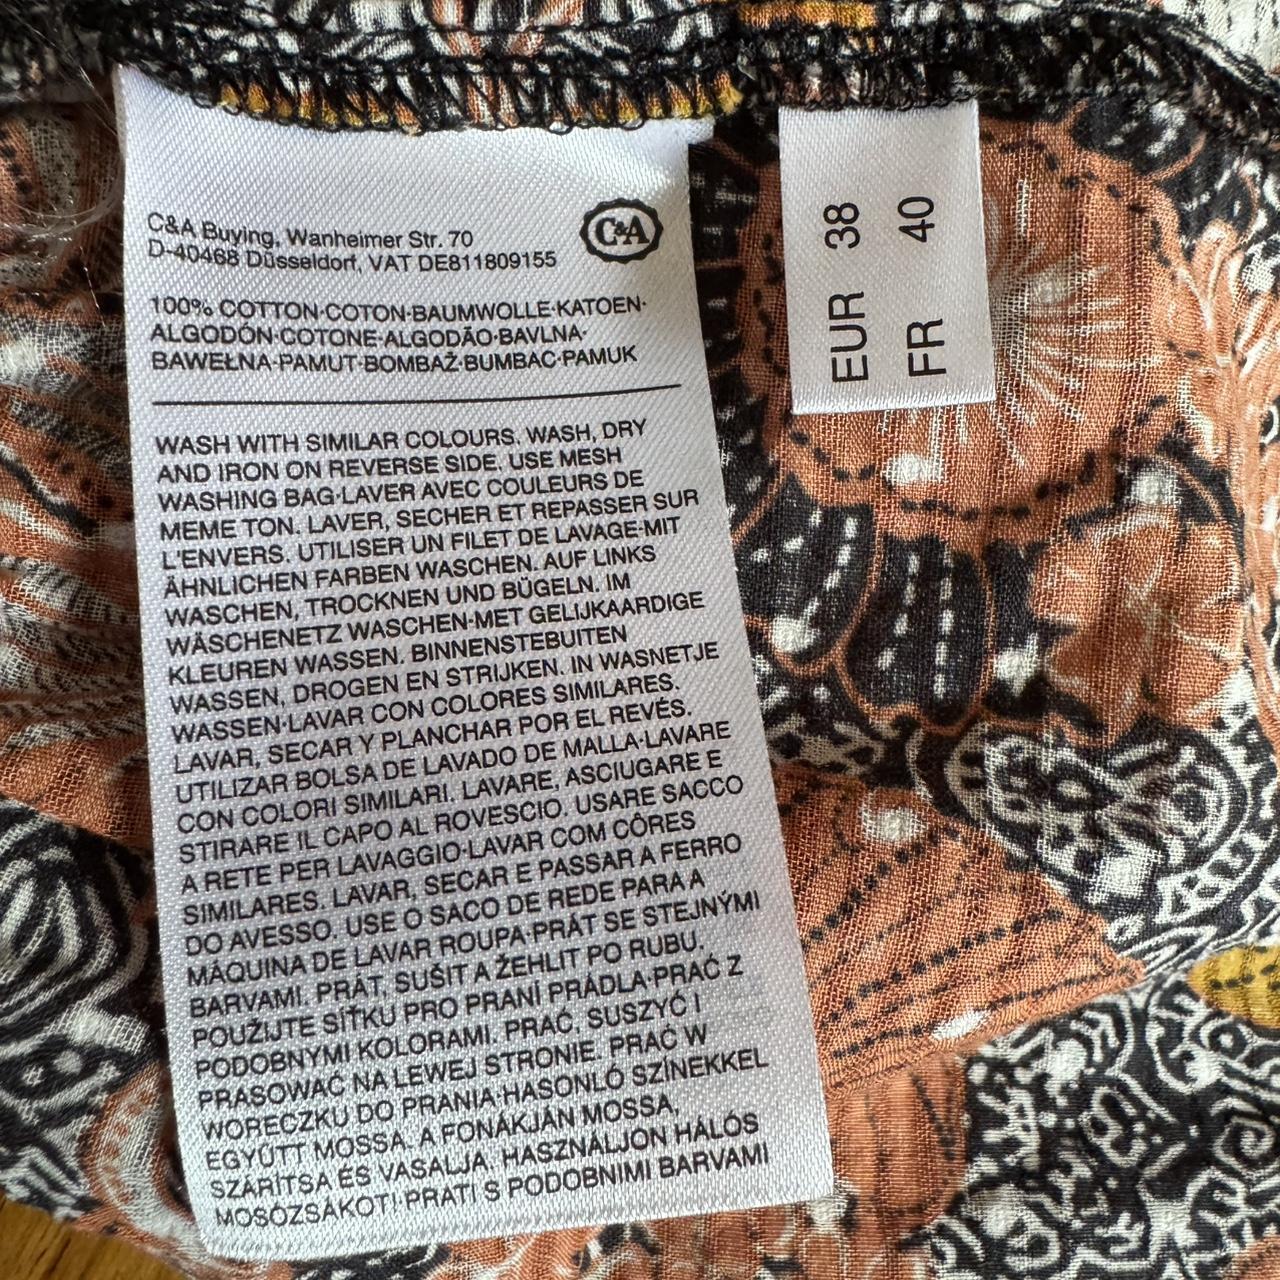 C&A Buying, Wanheimer Str. 70
D-40468 Düsseldorf, VAT DE811809155
C&A
100% COTTON·COTON·BAUMWOLLE·KATOEN·
ALGODÓN·COTONE·ALGODÃO·BAVLNA·
BAWEŁNA·PAMUT·BOMBAŽ·BUMBAC·PAMUK
WASH WITH SIMILAR COLOURS. WASH, DRY
AND IRON ON REVERSE SIDE. USE MESH
WASHING BAG·LAVER AVEC COULEURS DE
MEME TON. LAVER, SECHER ET REPASSER SUR
L'ENVERS. UTILISER UN FILET DE LAVAGE·MIT
ÄHNLICHEN FARBEN WASCHEN. AUF LINKS
WASCHEN, TROCKNEN UND BÜGELN. IM
WÄSCHENETZ WASCHEN·MET GELIJKAARDIGE
KLEUREN WASSEN. BINNENSTEBUITEN
WASSEN, DROGEN EN STRIJKEN. IN WASNETJE
WASSEN·LAVAR CON COLORES SIMILARES.
LAVAR, SECAR Y PLANCHAR POR EL REVÉS.
UTILIZAR BOLSA DE LAVADO DE MALLA·LAVARE
CON COLORI SIMILARI. LAVARE, ASCIUGARE E
STIRARE IL CAPO AL ROVESCIO. USARE SACCO
A RETE PER LAVAGGIO·LAVAR COM CÔRES
SIMILARES. LAVAR, SECAR E PASSAR A FERRO
DO AVESSO. USE O SACO DE REDE PARA A
MÁQUINA DE LAVAR ROUPA·PRÁT SE STEJNÝMI
BARVAMI. PRÁT, SUŠIT A ŽEHLIT PO RUBU.
POUŽIJTE SÍŤKU PRO PRANÍ PRÁDLA·PRAĆ Z
PODOBNYMI KOLORAMI. PRAĆ, SUSZYĆ I
PRASOWAĆ NA LEWEJ STRONIE. PRAĆ W
WORECZKU DO PRANIA·HASONLÓ SZÍNEKKEL
EGYÜTT MOSSA. A FONÁKJÁN MOSSA,
SZÁRÍTSA ÉS VASALJA. HASZNÁLJON HÁLÓS
MOSÓZSÁKOT! PRATI S PODOBNIMI BARVAMI
EUR 38
FR 40